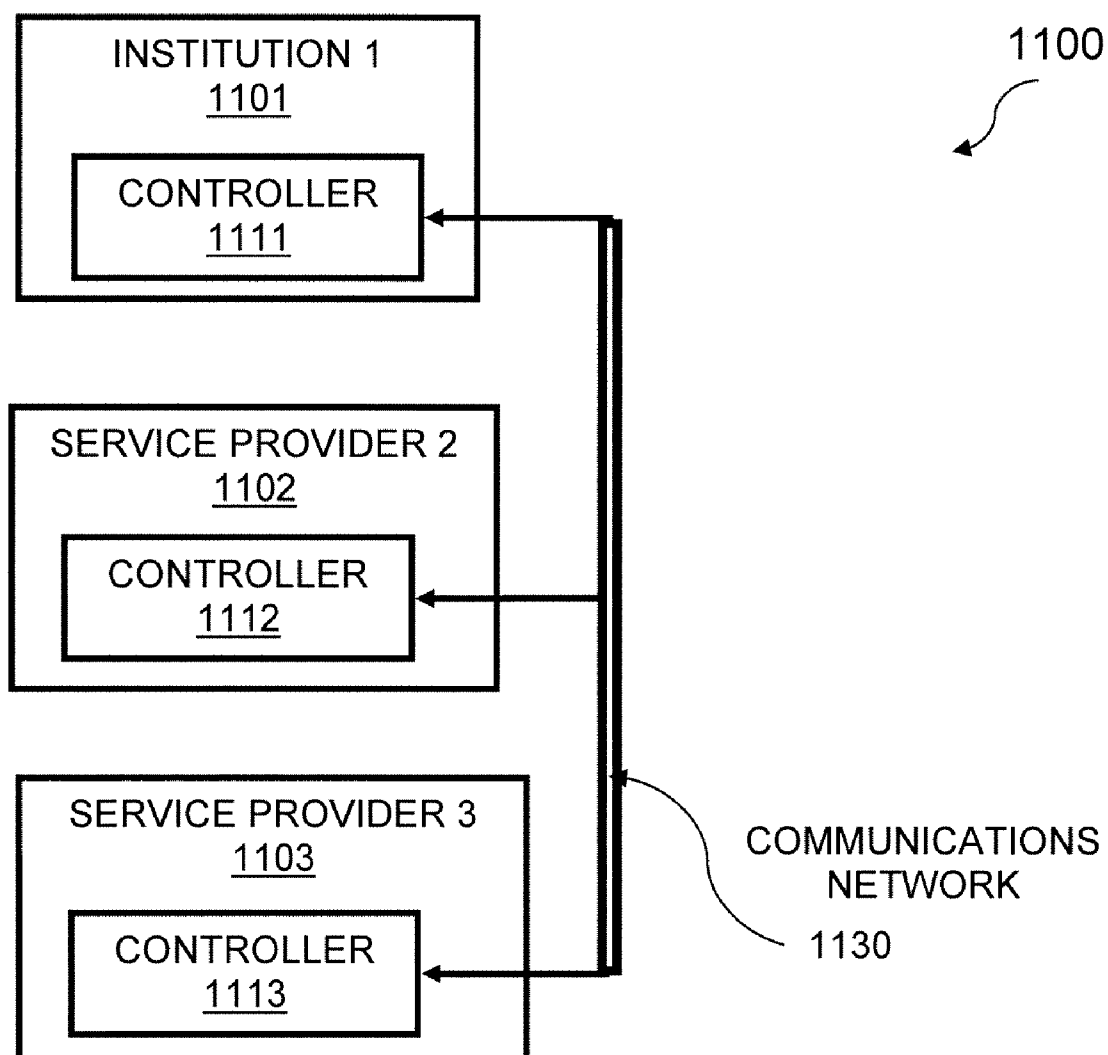 INSTITUTION 1
1101
CONTROLLER
1111
1100
SERVICE PROVIDER 2
1102
CONTROLLER
1112
SERVICE PROVIDER 3
1103
CONTROLLER
1113
COMMUNICATIONS
NETWORK
1130